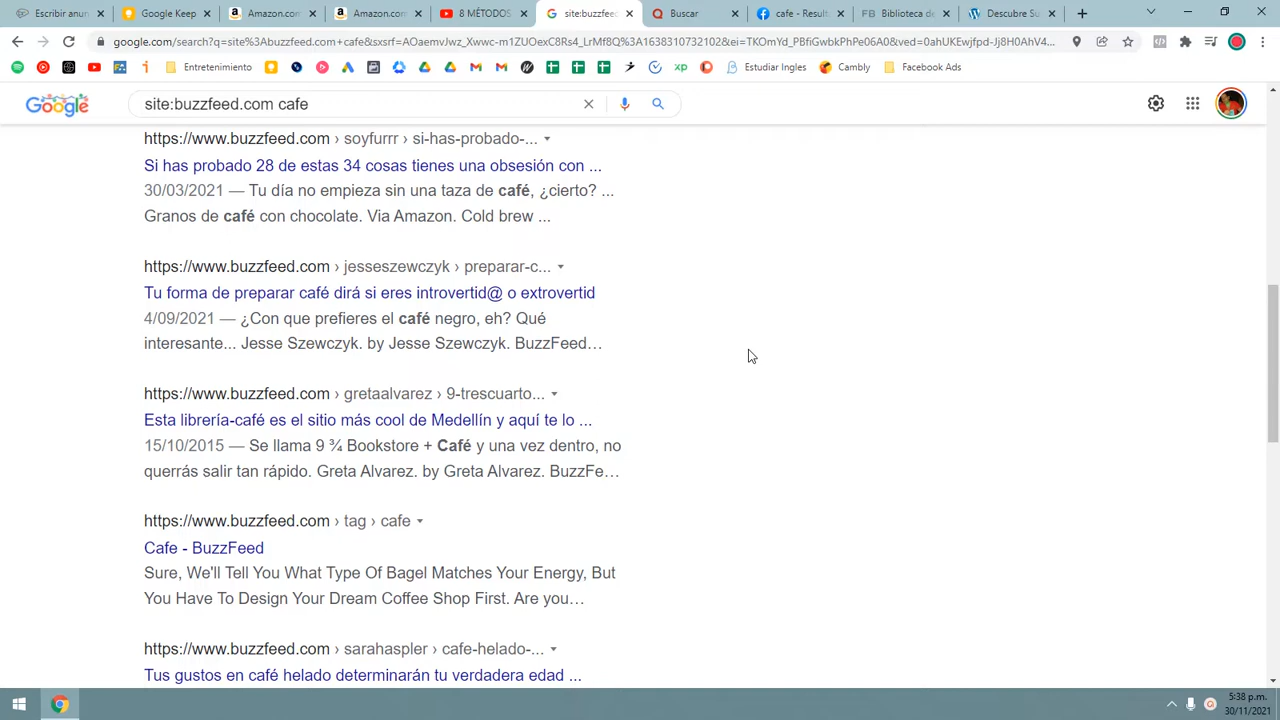 Escribir anun
Google Keep
Amazon.com
Amazon.com
8 MÉTODOS
site:buzzfeed
Buscar
cafe - Resulta
Biblioteca de
Descubre Su
google.com/search?q=site%3Abuzzfeed.com+cafe&sxsrf=AOaemvJwz_Xwwc-m1ZUOexC8Rs4_LrMf8Q%3A1638310732102&ei=TKOmYd_PBfiGwbkPhPe06A0&ved=0ahUKEwjfpd-Jj8H0AhV4...
Entretenimiento
Estudiar Ingles
Cambly
Facebook Ads
Google
site:buzzfeed.com cafe
https://www.buzzfeed.com › soyfurrr › si-has-probado-...
Si has probado 28 de estas 34 cosas tienes una obsesión con ...
30/03/2021 — Tu día no empieza sin una taza de café, ¿cierto? ...
Granos de café con chocolate. Via Amazon. Cold brew ...
https://www.buzzfeed.com › jesseszewczyk › preparar-c...
Tu forma de preparar café dirá si eres introvertid@ o extrovertid
4/09/2021 — ¿Con que prefieres el café negro, eh? Qué
interesante... Jesse Szewczyk. by Jesse Szewczyk. BuzzFeed…
https://www.buzzfeed.com › gretaalvarez › 9-trescuarto...
Esta librería-café es el sitio más cool de Medellín y aquí te lo ...
15/10/2015 — Se llama 9 ¾ Bookstore + Café y una vez dentro, no
querrás salir tan rápido. Greta Alvarez. by Greta Alvarez. BuzzFe…
https://www.buzzfeed.com › tag › cafe
Cafe - BuzzFeed
Sure, We'll Tell You What Type Of Bagel Matches Your Energy, But
You Have To Design Your Dream Coffee Shop First. Are you…
https://www.buzzfeed.com › sarahaspler › cafe-helado-...
Tus gustos en café helado determinarán tu verdadera edad ...
5:38 p.m.
30/11/2021